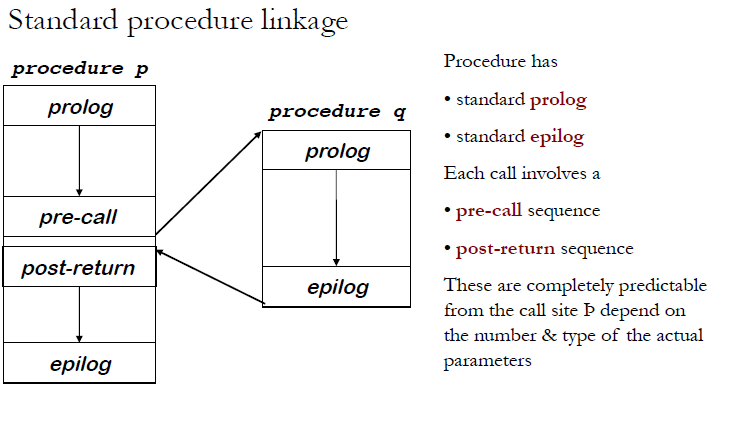 Standard procedure linkage
procedure p
prolog
pre-call
post-return
epilog
procedure q
prolog
epilog
Procedure has
• standard prolog
• standard epilog
Each call involves a
• pre-call sequence
• post-return sequence
These are completely predictable
from the call site Þ depend on
the number & type of the actual
parameters